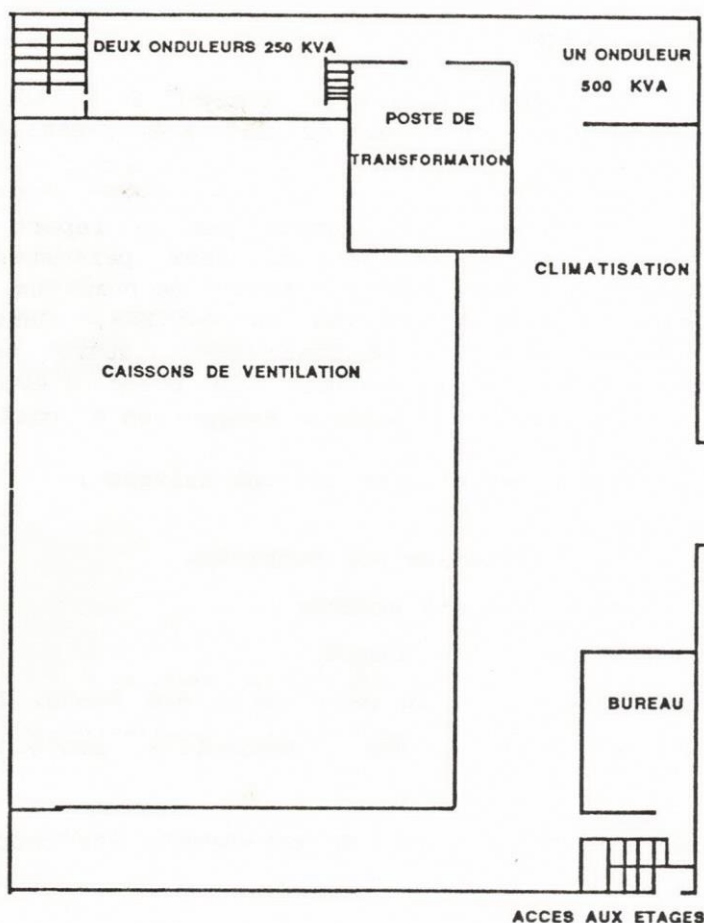 DEUX ONDULEURS 250 KVA
UN ONDULEUR
500 KVA
POSTE DE
TRANSFORMATION
CLIMATISATION
CAISSONS DE VENTILATION
BUREAU
ACCES AUX ETAGES